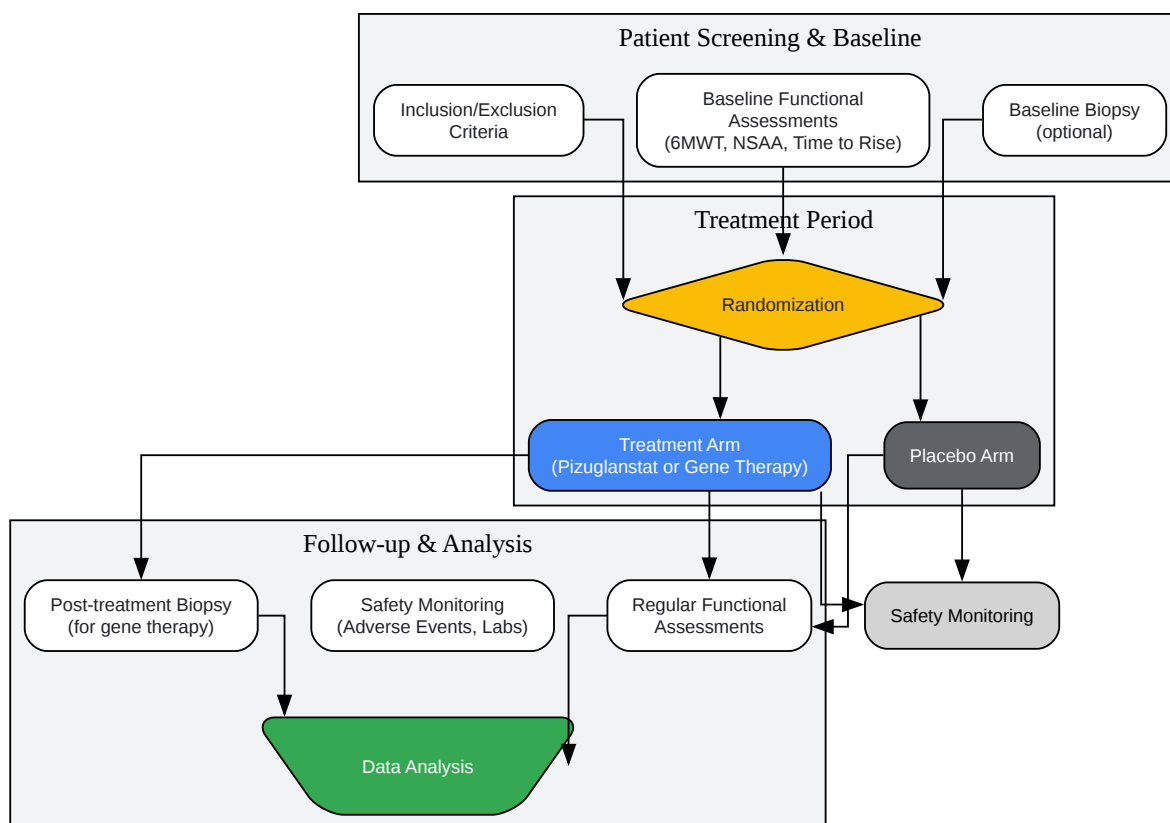 Patient Screening & Baseline
Inclusion/Exclusion
Criteria
Baseline Functional
Assessments
(6MWT, NSAA, Time to Rise)
Baseline Biopsy
(optional)
Treatment Period
Randomization
Treatment Arm
(Pizuglanstat or Gene Therapy)
Placebo Arm
Follow-up & Analysis
Post-treatment Biopsy
(for gene therapy)
Safety Monitoring
(Adverse Events, Labs)
Regular Functional
Assessments
Safety Monitoring
Data Analysis